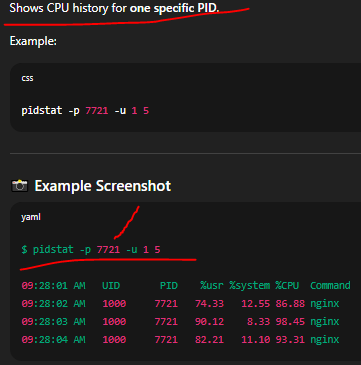 Shows CPU history for one specific PID.
Example:
css
pidstat -p 7721 -u 1 5
📸 Example Screenshot
yaml
$ pidstat -p 7721 -u 1 5
09:28:01 AM UID PID %usr %system %CPU Command
09:28:02 AM 1000 7721 74.33 12.55 86.88 nginx
09:28:03 AM 1000 7721 90.12 8.33 98.45 nginx
09:28:04 AM 1000 7721 82.21 11.10 93.31 nginx